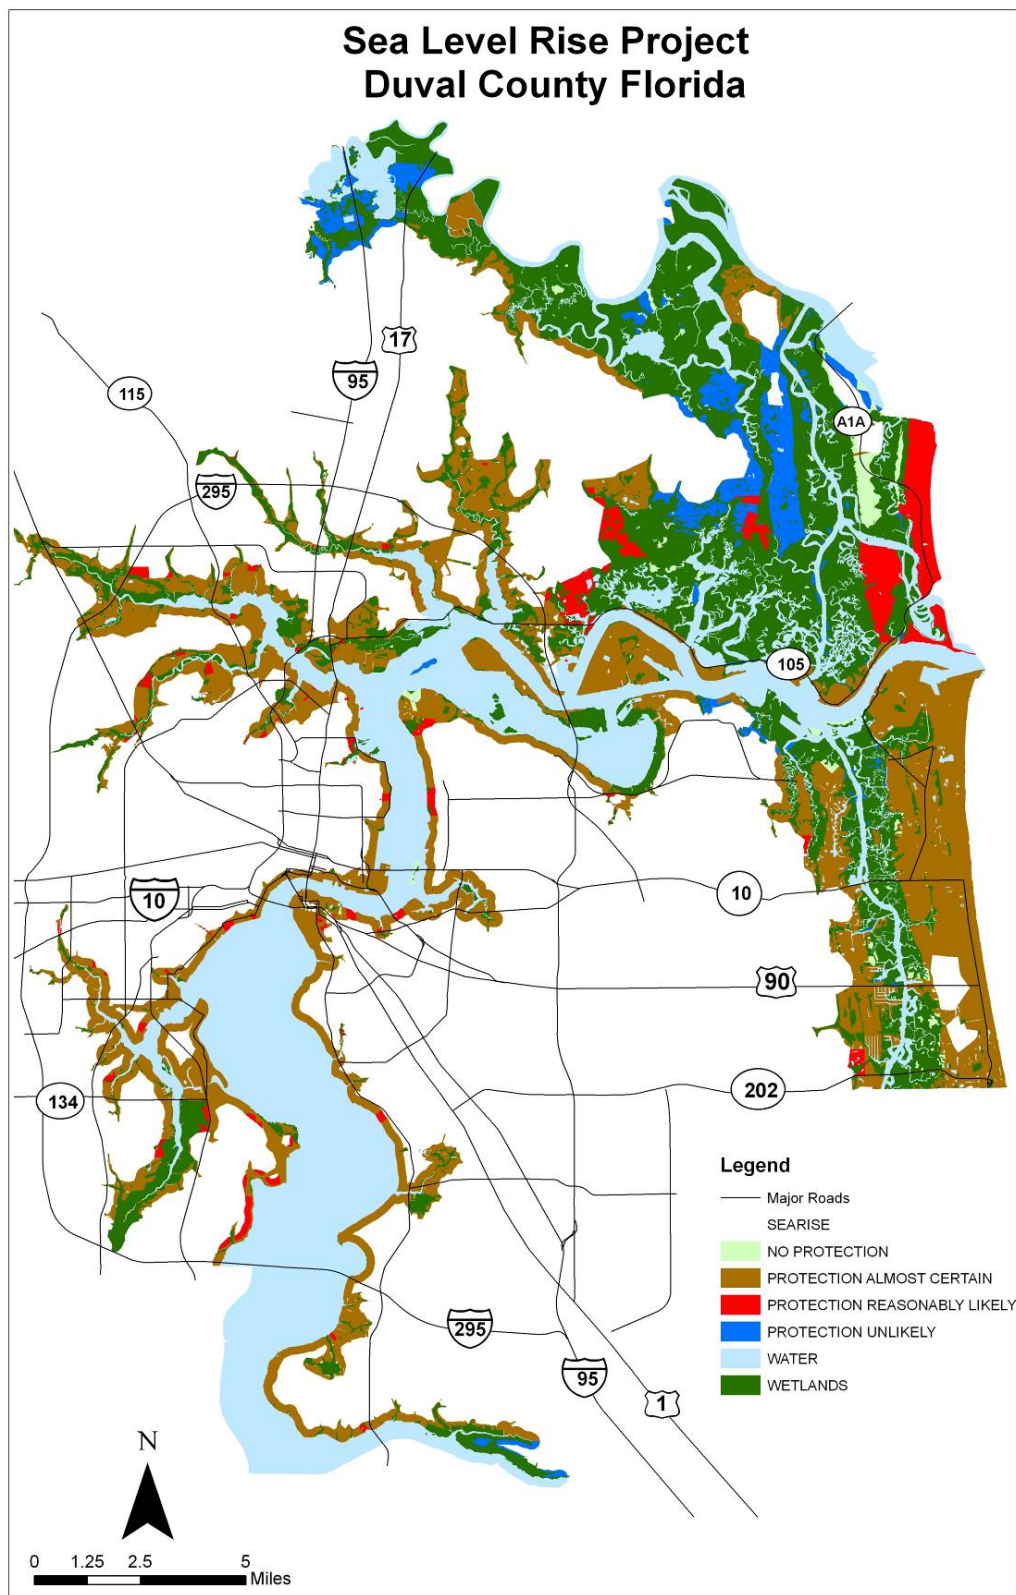 Sea Level Rise Project
Duval County Florida
17
95
115
A1A
295
105
10
10
90
134
202
Legend
Major Roads
SEARISE
NO PROTECTION
PROTECTION ALMOST CERTAIN
PROTECTION REASONABLY LIKELY
PROTECTION UNLIKELY
WATER
WETLANDS
295
95
1
N
0 1.25 2.5 5
Miles